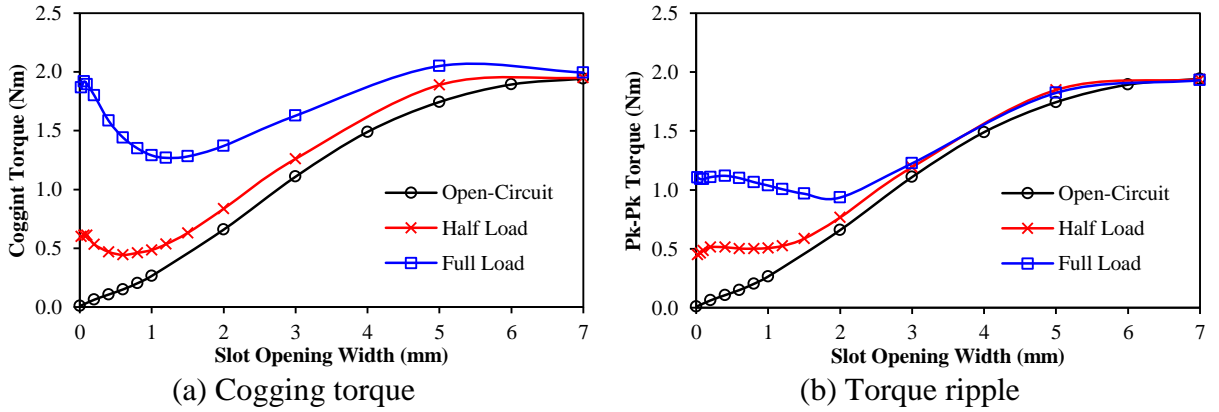 2.5
2.0
1.5
1.0
0.5
0.0
Coggint Torque (Nm)
Open-Circuit
Half Load
Full Load
0 1 2 3 4 5 6 7
Slot Opening Width (mm)
(a) Cogging torque
2.5
2.0
1.5
1.0
0.5
0.0
Pk-Pk Torque (Nm)
Open-Circuit
Half Load
Full Load
0 1 2 3 4 5 6 7
Slot Opening Width (mm)
(b) Torque ripple